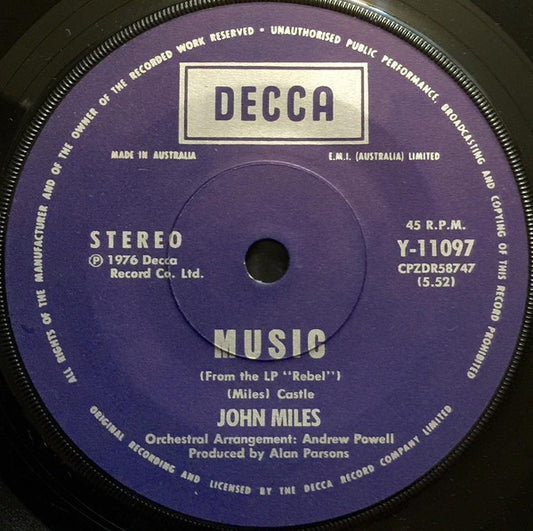 ALL RIGHTS OF THE MANUFACTURER AND OF THE OWNER OF THE RECORDED WORK RESERVED • UNAUTHORISED PUBLIC PERFORMANCE, BROADCASTING AND COPYING OF THIS RECORD PROHIBITED
DECCA
MADE IN AUSTRALIA
E.M.I. (AUSTRALIA) LIMITED
STEREO
℗ 1976 Decca
Record Co. Ltd.
45 R.P.M.
Y-11097
CPZDR58747
(5.52)
MUSIC
(From the LP "Rebel")
(Miles) Castle
JOHN MILES
Orchestral Arrangement: Andrew Powell
Produced by Alan Parsons
ORIGINAL RECORDING AND LICENSED BY THE DECCA RECORD COMPANY LIMITED